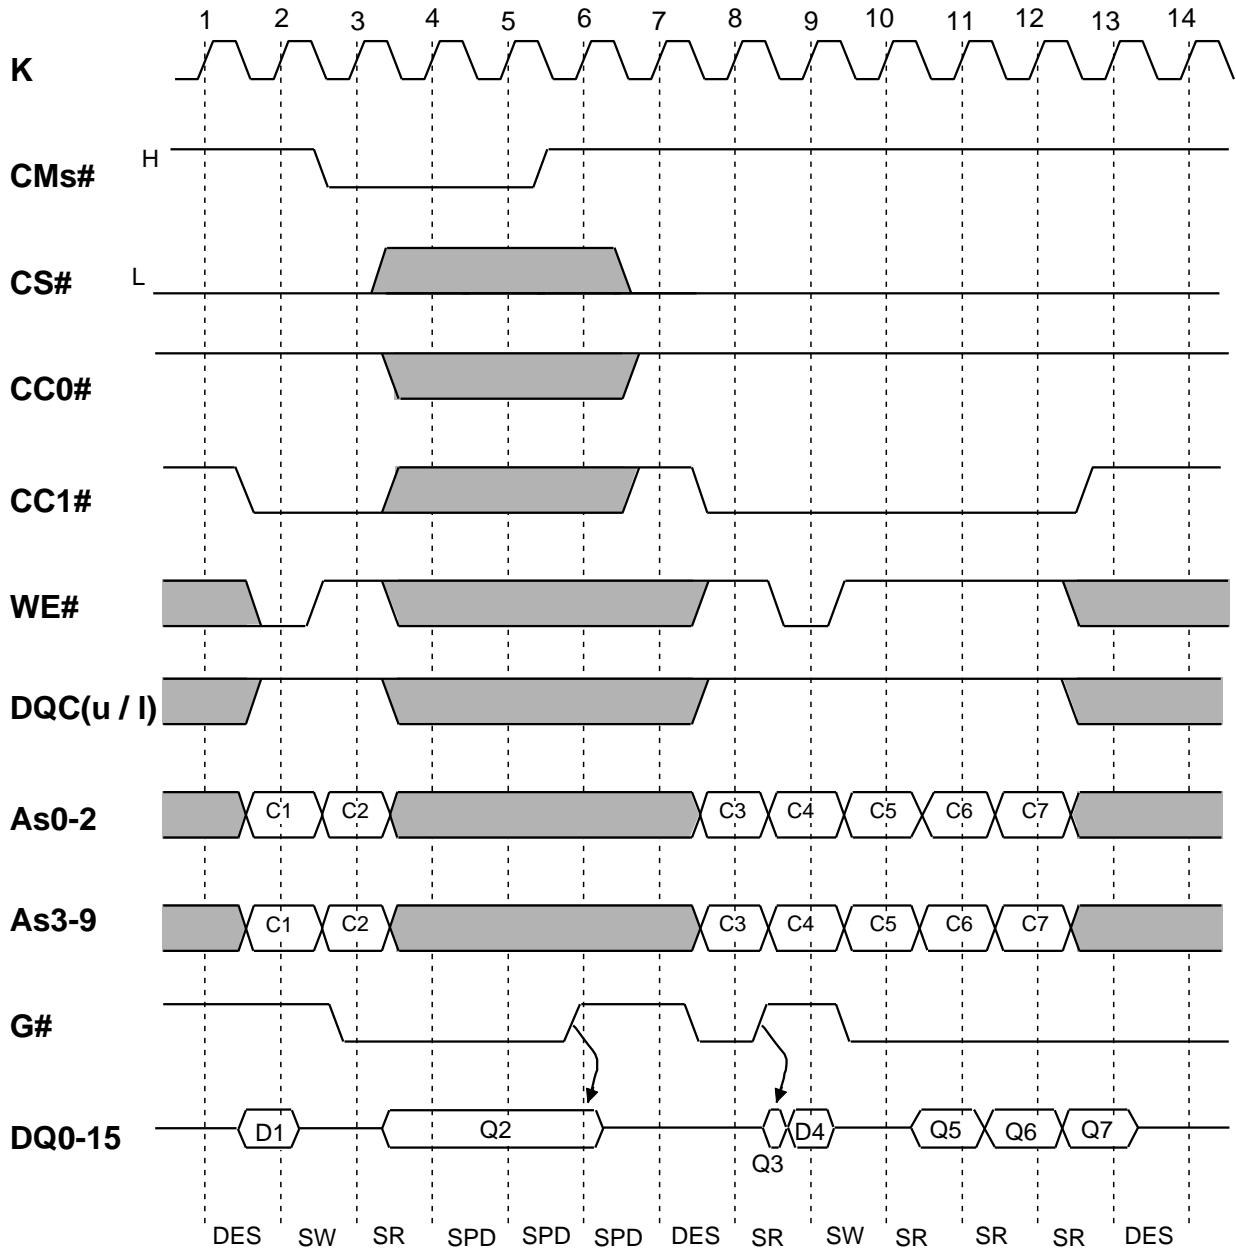 1 2 3 4 5 6 7 8 9 10 11 12 13 14
K
H
CMs#
L
CS#
CC0#
CC1#
WE#
DQC(u / l)
As0-2 C1 C2 C3 C4 C5 C6 C7
As3-9 C1 C2 C3 C4 C5 C6 C7
G#
DQ0-15 D1 Q2 D4 Q5 Q6 Q7
Q3
DES SW SR SPD SPD SPD DES SR SW SR SR SR DES